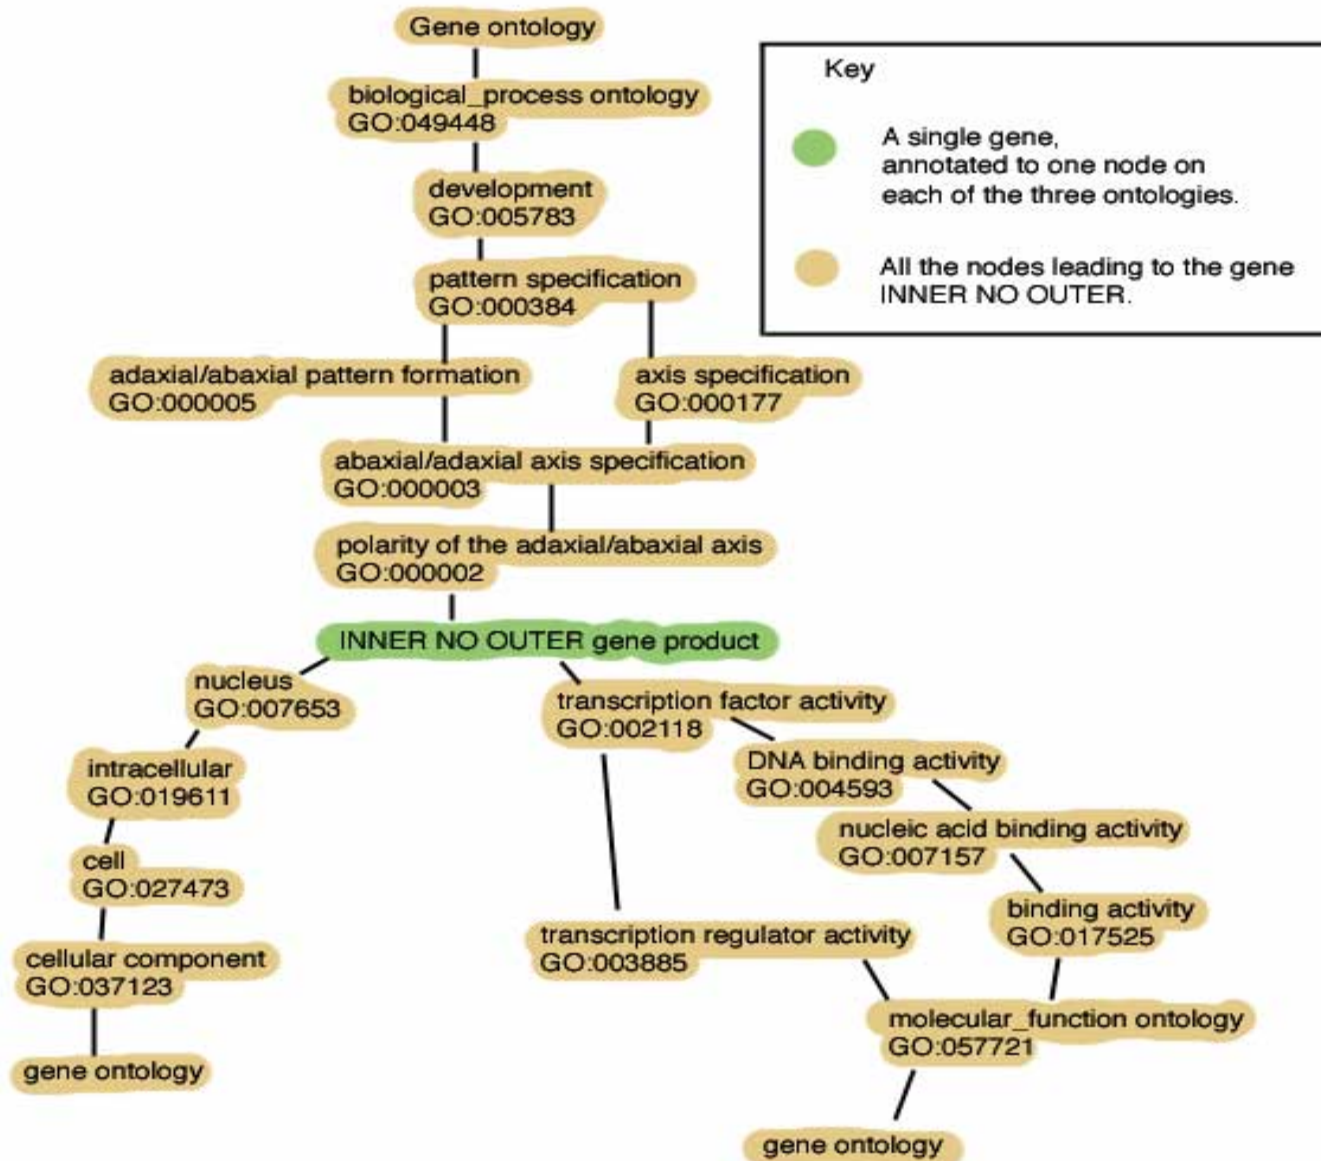 Gene ontology
biological_process ontology
GO:049448
development
GO:005783
pattern specification
GO:000384
adaxial/abaxial pattern formation
GO:000005
axis specification
GO:000177
abaxial/adaxial axis specification
GO:000003
polarity of the adaxial/abaxial axis
GO:000002
INNER NO OUTER gene product
nucleus
GO:007653
intracellular
GO:019611
cell
GO:027473
cellular component
GO:037123
gene ontology
transcription factor activity
GO:002118
DNA binding activity
GO:004593
nucleic acid binding activity
GO:007157
binding activity
GO:017525
transcription regulator activity
GO:003885
molecular_function ontology
GO:057721
gene ontology
Key
A single gene,
annotated to one node on
each of the three ontologies.
All the nodes leading to the gene
INNER NO OUTER.